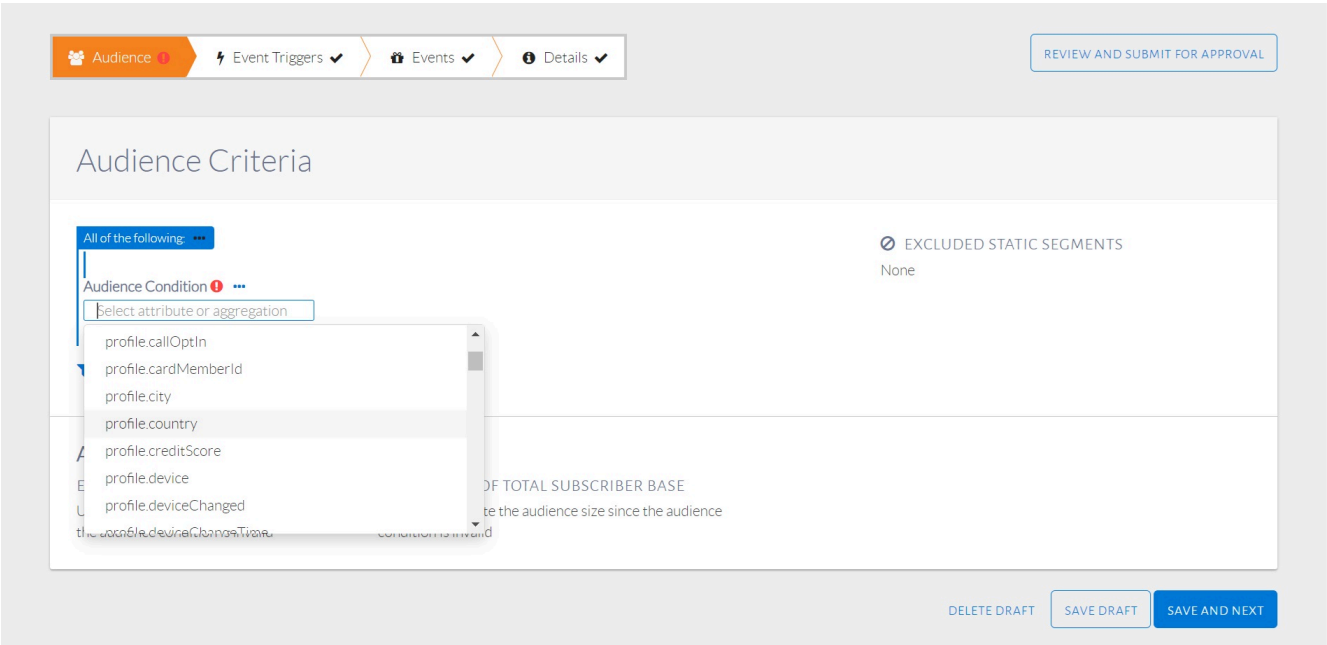 Audience
Event Triggers
Events
Details
REVIEW AND SUBMIT FOR APPROVAL
Audience Criteria
All of the following:
EXCLUDED STATIC SEGMENTS
None
Audience Condition
Select attribute or aggregation
profile.callOptIn
profile.cardMemberId
profile.city
profile.country
profile.creditScore
profile.device
profile.deviceChanged
profile.deviceChangeTime
OF TOTAL SUBSCRIBER BASE
the audience size since the audience
condition is invalid
DELETE DRAFT
SAVE DRAFT
SAVE AND NEXT